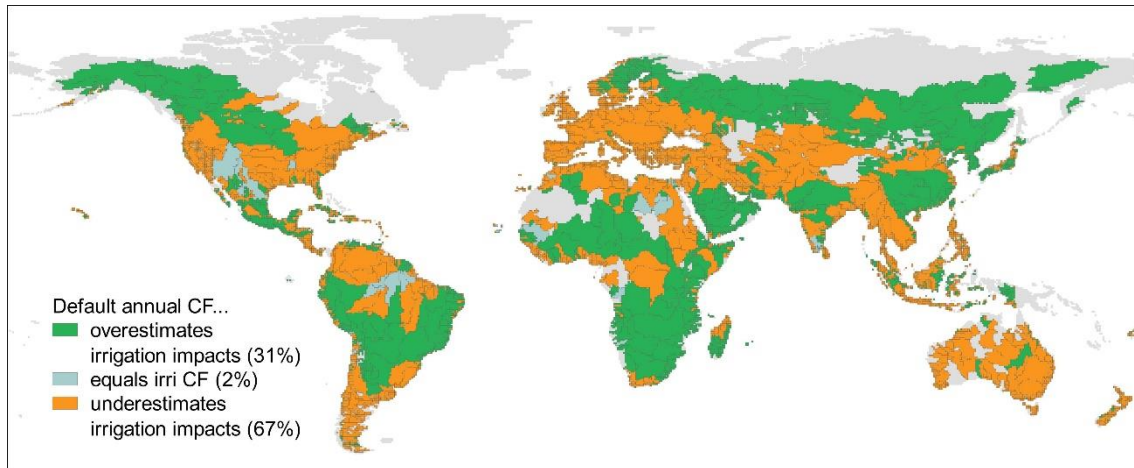 Default annual CF...
overestimates
irrigation impacts (31%)
equals irri CF (2%)
underestimates
irrigation impacts (67%)